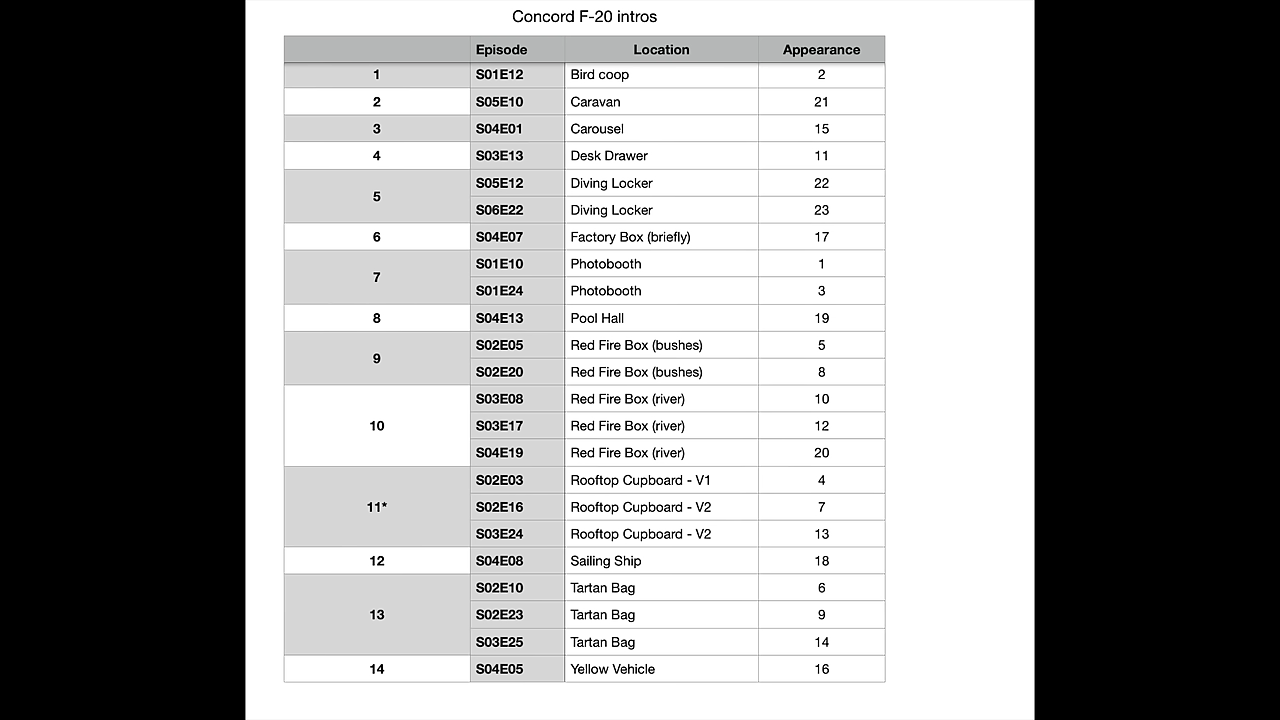 Concord F-20 intros
Episode Location Appearance
1 S01E12 Bird coop 2
2 S05E10 Caravan 21
3 S04E01 Carousel 15
4 S03E13 Desk Drawer 11
5 S05E12 Diving Locker 22
S06E22 Diving Locker 23
6 S04E07 Factory Box (briefly) 17
7 S01E10 Photobooth 1
S01E24 Photobooth 3
8 S04E13 Pool Hall 19
9 S02E05 Red Fire Box (bushes) 5
S02E20 Red Fire Box (bushes) 8
10 S03E08 Red Fire Box (river) 10
S03E17 Red Fire Box (river) 12
S04E19 Red Fire Box (river) 20
11* S02E03 Rooftop Cupboard - V1 4
S02E16 Rooftop Cupboard - V2 7
S03E24 Rooftop Cupboard - V2 13
12 S04E08 Sailing Ship 18
13 S02E10 Tartan Bag 6
S02E23 Tartan Bag 9
S03E25 Tartan Bag 14
14 S04E05 Yellow Vehicle 16